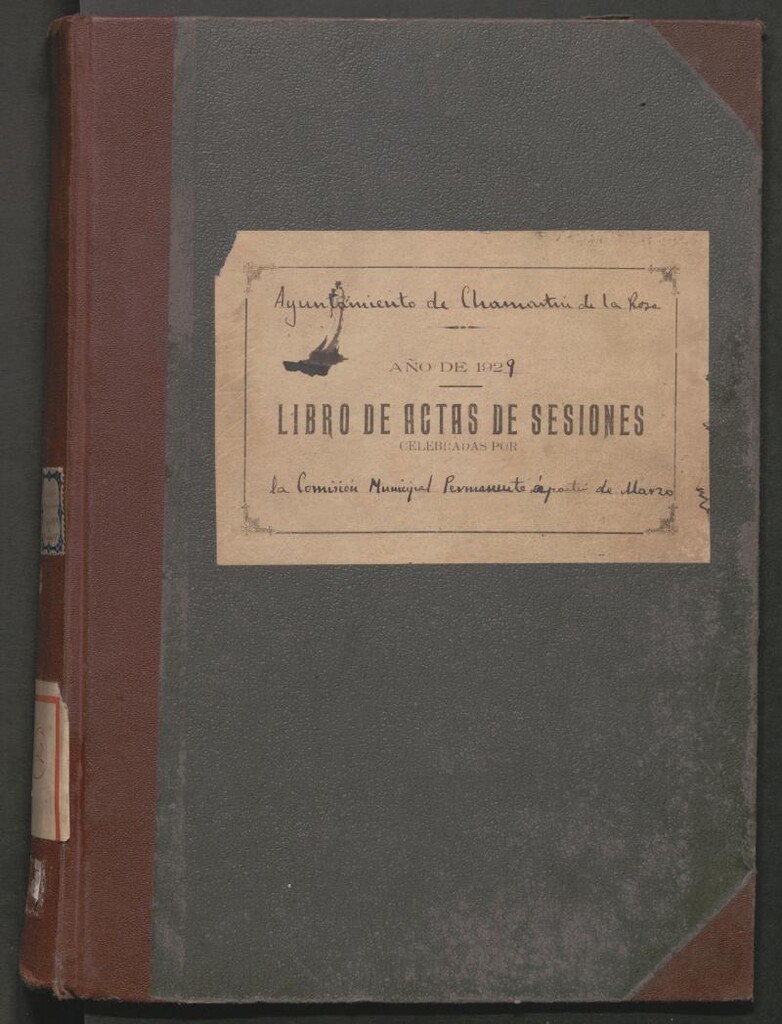 Ayuntamiento de Chamartin de la Rosa
AÑO DE 1929
LIBRO DE ACTAS DE SESIONES
CELEBRADAS POR
la Comisión Municipal Permanente á partir de Marzo